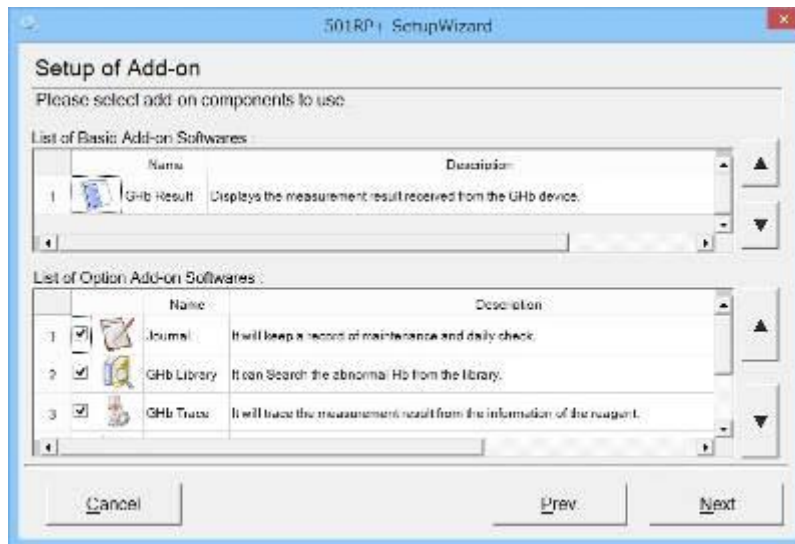 501RP+ SetupWizard
Setup of Add-on
Please select add-on components to use
List of Basic Add-on Softwares :
Name Description
1 GHb Result Displays the measurement result received from the GHb device.
List of Option Add-on Softwares :
Name Description
1 Journal It will keep a record of maintenance and daily check.
2 GHb Library It can Search the abnormal Hb from the library.
3 GHb Trace It will trace the measurement result from the information of the reagent.
Cancel Prev Next